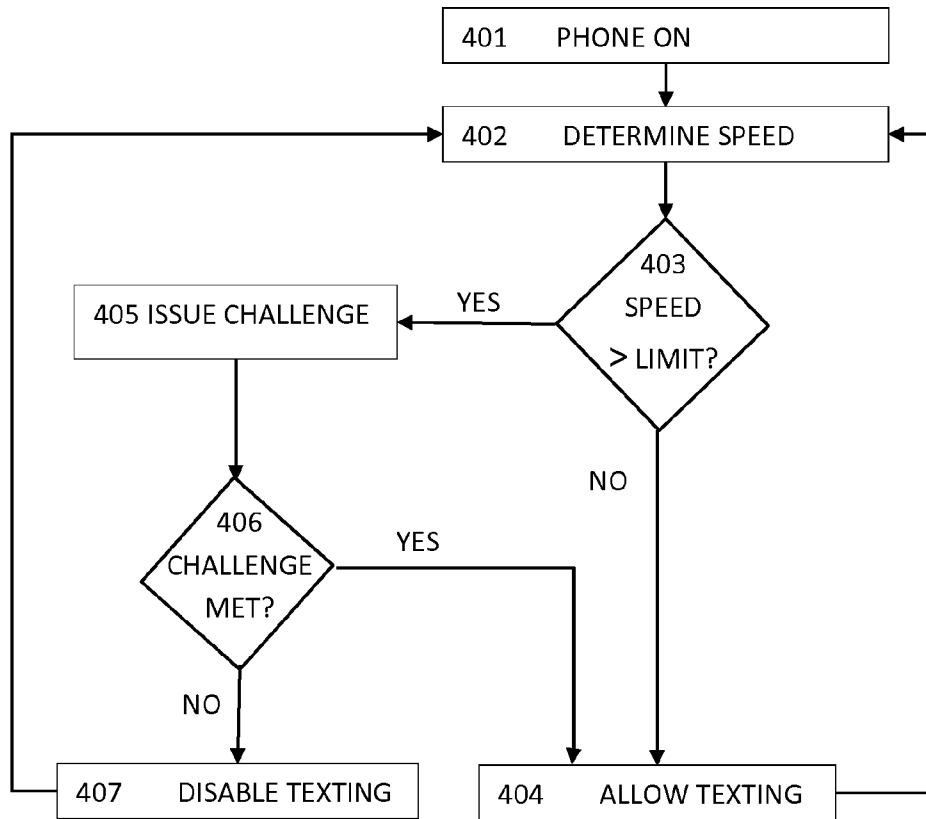 401 PHONE ON
402 DETERMINE SPEED
403
SPEED
> LIMIT?
YES
405 ISSUE CHALLENGE
NO
406
CHALLENGE
MET?
YES
NO
407 DISABLE TEXTING
404 ALLOW TEXTING